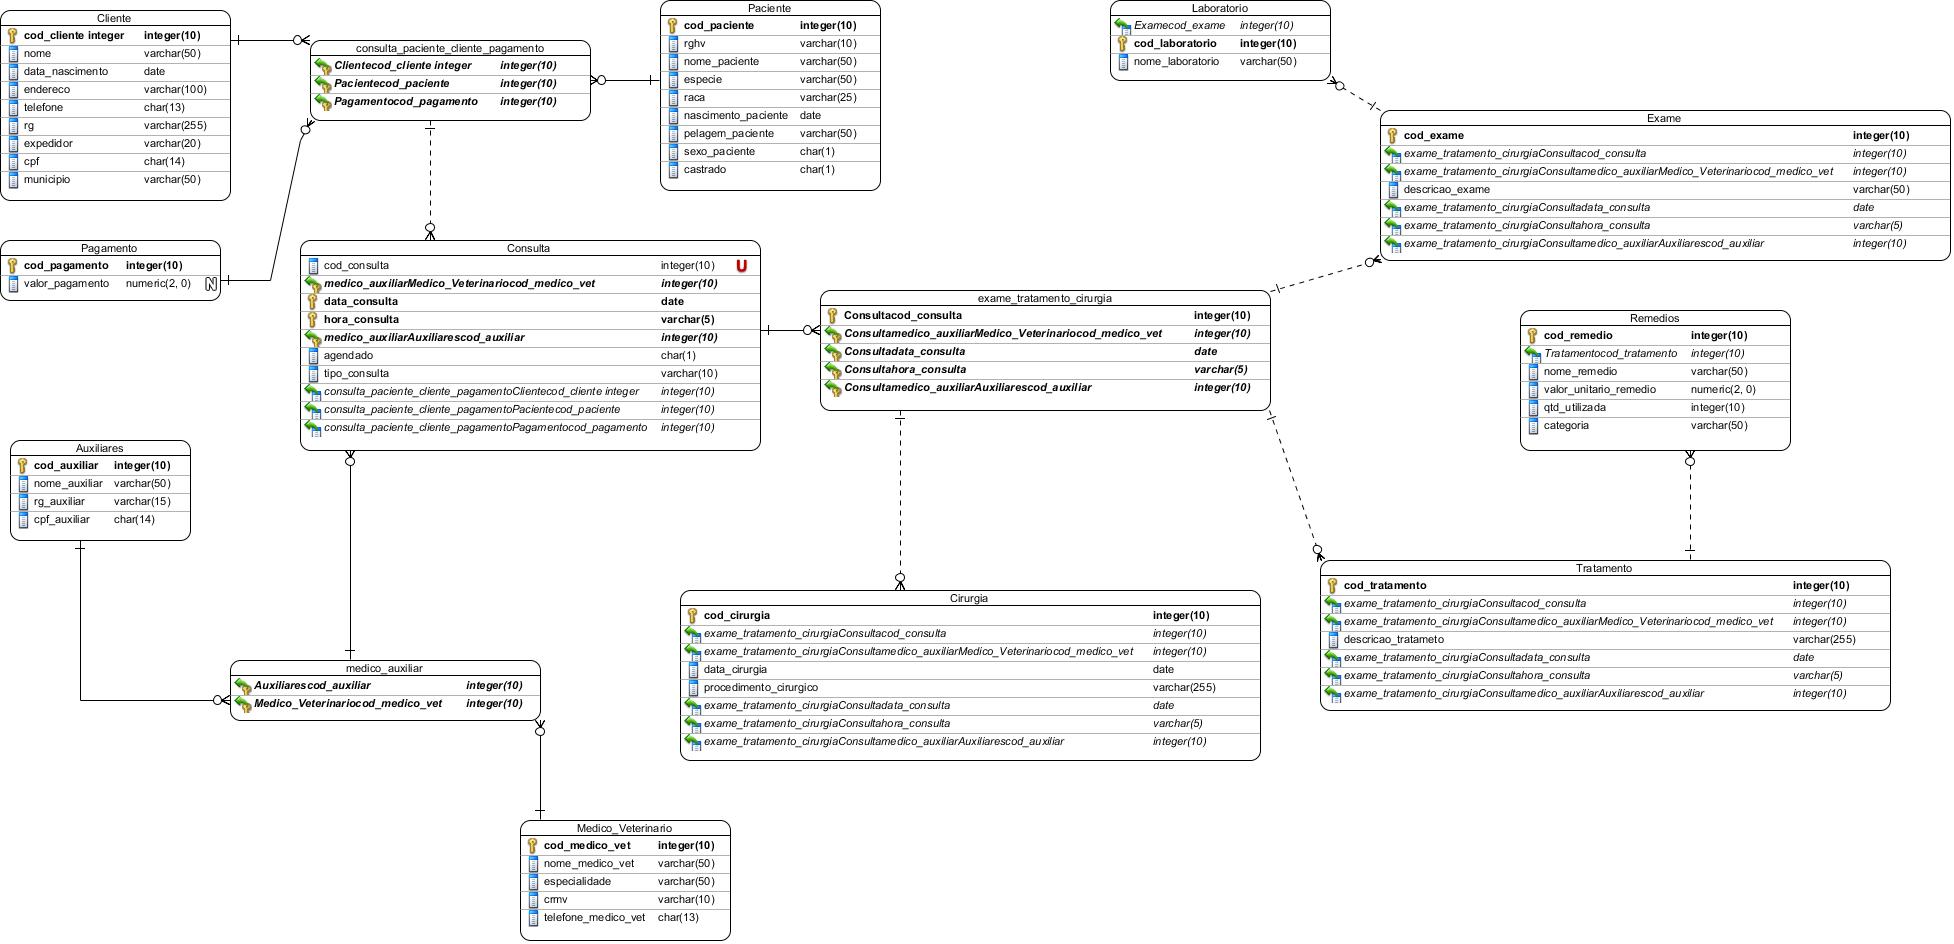 Cliente
cod_cliente integer integer(10)
nome varchar(50)
data_nascimento date
endereco varchar(100)
telefone char(13)
rg varchar(255)
expedidor varchar(20)
cpf char(14)
municipio varchar(50)
consulta_paciente_cliente_pagamento
Clientecod_cliente integer integer(10)
Pacientecod_paciente integer(10)
Pagamentocod_pagamento integer(10)
Paciente
cod_paciente integer(10)
rghv varchar(10)
nome_paciente varchar(50)
especie varchar(50)
raca varchar(25)
nascimento_paciente date
pelagem_paciente varchar(50)
sexo_paciente char(1)
castrado char(1)
Laboratorio
Examecod_exame integer(10)
cod_laboratorio integer(10)
nome_laboratorio varchar(50)
Exame
cod_exame integer(10)
exame_tratamento_cirurgiaConsultacod_consulta integer(10)
exame_tratamento_cirurgiaConsultamedico_auxiliarMedico_Veterinariocod_medico_vet integer(10)
descricao_exame varchar(50)
exame_tratamento_cirurgiaConsultadata_consulta date
exame_tratamento_cirurgiaConsultahora_consulta varchar(5)
exame_tratamento_cirurgiaConsultamedico_auxiliarAuxiliarescod_auxiliar integer(10)
Pagamento
cod_pagamento integer(10)
valor_pagamento numeric(2, 0) N
Consulta
cod_consulta integer(10) U
medico_auxiliarMedico_Veterinariocod_medico_vet integer(10)
data_consulta date
hora_consulta varchar(5)
medico_auxiliarAuxiliarescod_auxiliar integer(10)
agendado char(1)
tipo_consulta varchar(10)
consulta_paciente_cliente_pagamentoClientecod_cliente integer integer(10)
consulta_paciente_cliente_pagamentoPacientecod_paciente integer(10)
consulta_paciente_cliente_pagamentoPagamentocod_pagamento integer(10)
exame_tratamento_cirurgia
Consultacod_consulta integer(10)
Consultamedico_auxiliarMedico_Veterinariocod_medico_vet integer(10)
Consultadata_consulta date
Consultahora_consulta varchar(5)
Consultamedico_auxiliarAuxiliarescod_auxiliar integer(10)
Remedios
cod_remedio integer(10)
Tratamentocod_tratamento integer(10)
nome_remedio varchar(50)
valor_unitario_remedio numeric(2, 0)
qtd_utilizada integer(10)
categoria varchar(50)
Auxiliares
cod_auxiliar integer(10)
nome_auxiliar varchar(50)
rg_auxiliar varchar(15)
cpf_auxiliar char(14)
Cirurgia
cod_cirurgia integer(10)
exame_tratamento_cirurgiaConsultacod_consulta integer(10)
exame_tratamento_cirurgiaConsultamedico_auxiliarMedico_Veterinariocod_medico_vet integer(10)
data_cirurgia date
procedimento_cirurgico varchar(255)
exame_tratamento_cirurgiaConsultadata_consulta date
exame_tratamento_cirurgiaConsultahora_consulta varchar(5)
exame_tratamento_cirurgiaConsultamedico_auxiliarAuxiliarescod_auxiliar integer(10)
Tratamento
cod_tratamento integer(10)
exame_tratamento_cirurgiaConsultacod_consulta integer(10)
exame_tratamento_cirurgiaConsultamedico_auxiliarMedico_Veterinariocod_medico_vet integer(10)
descricao_tratameto varchar(255)
exame_tratamento_cirurgiaConsultadata_consulta date
exame_tratamento_cirurgiaConsultahora_consulta varchar(5)
exame_tratamento_cirurgiaConsultamedico_auxiliarAuxiliarescod_auxiliar integer(10)
medico_auxiliar
Auxiliarescod_auxiliar integer(10)
Medico_Veterinariocod_medico_vet integer(10)
Medico_Veterinario
cod_medico_vet integer(10)
nome_medico_vet varchar(50)
especialidade varchar(50)
crmv varchar(10)
telefone_medico_vet char(13)